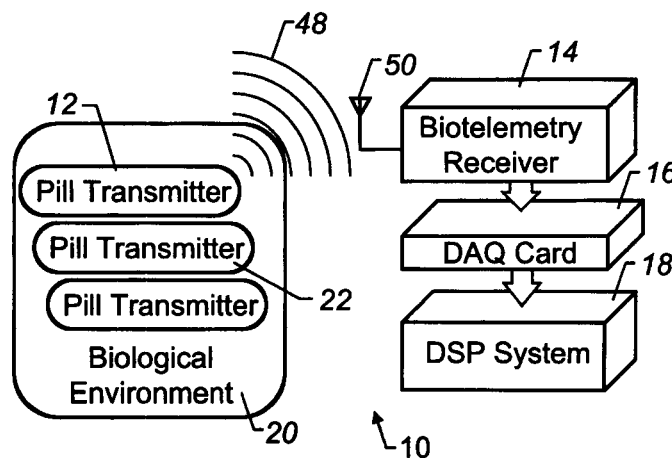 48
50
14
12
Biotelemetry
Receiver
Pill Transmitter
16
Pill Transmitter
DAQ Card
22
18
Pill Transmitter
DSP System
Biological
Environment
20
10